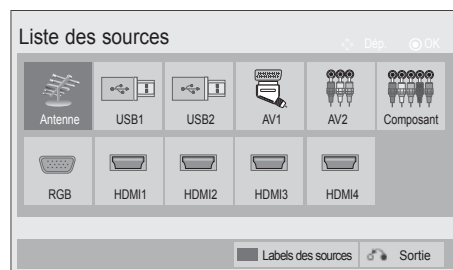 Liste des sources
Dép. OK
Antenne USB1 USB2 AV1 AV2 Composant
RGB HDMI1 HDMI2 HDMI3 HDMI4
Labels des sources Sortie